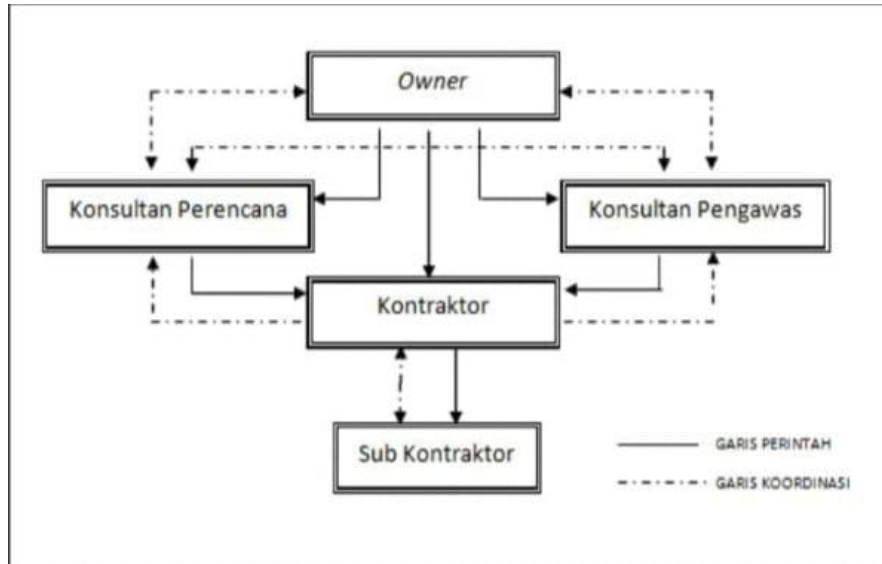 Owner
Konsultan Perencana
Konsultan Pengawas
Kontraktor
Sub Kontraktor
GARIS PERINTAH
GARIS KOORDINASI